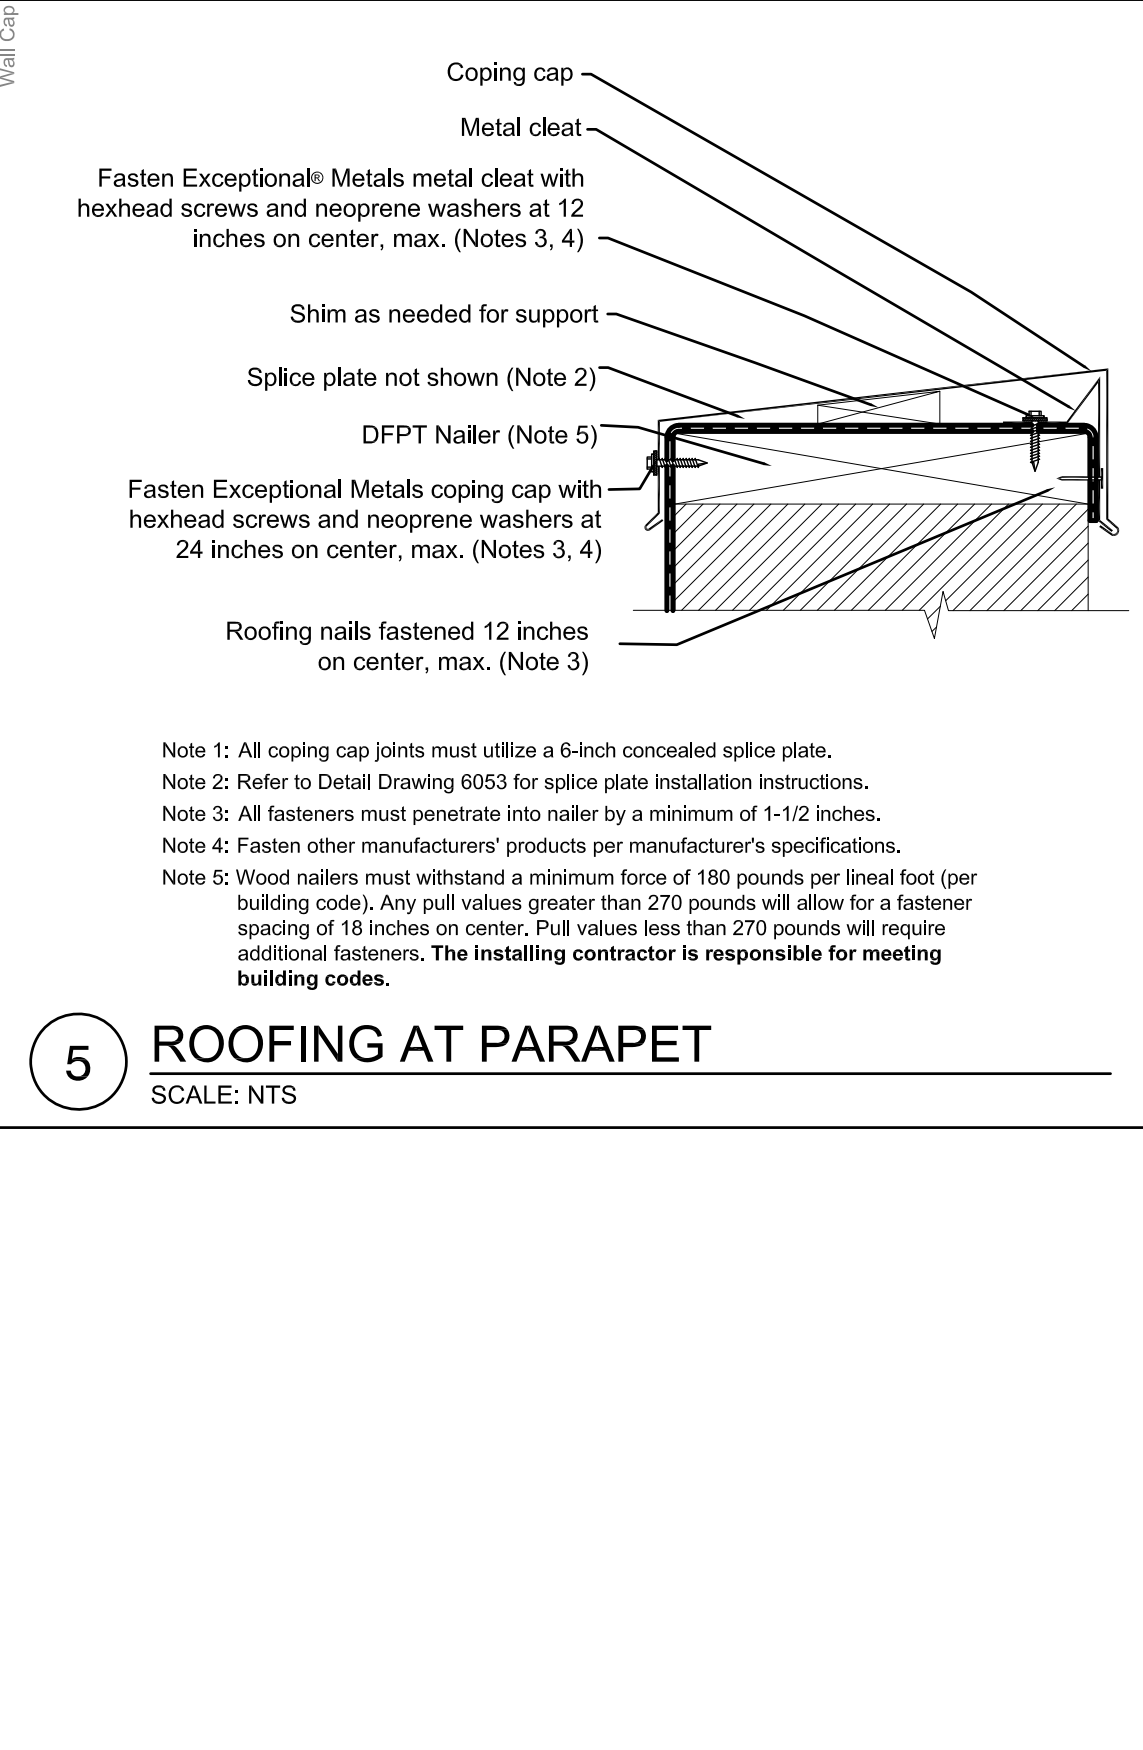 Wall Cap
Coping cap
Metal cleat
Fasten Exceptional® Metals metal cleat with
hexhead screws and neoprene washers at 12
inches on center, max. (Notes 3, 4)
Shim as needed for support
Splice plate not shown (Note 2)
DFPT Nailer (Note 5)
Fasten Exceptional Metals coping cap with
hexhead screws and neoprene washers at
24 inches on center, max. (Notes 3, 4)
Roofing nails fastened 12 inches
on center, max. (Note 3)
Note 1: All coping cap joints must utilize a 6-inch concealed splice plate.
Note 2: Refer to Detail Drawing 6053 for splice plate installation instructions.
Note 3: All fasteners must penetrate into nailer by a minimum of 1-1/2 inches.
Note 4: Fasten other manufacturers' products per manufacturer's specifications.
Note 5: Wood nailers must withstand a minimum force of 180 pounds per lineal foot (per
building code). Any pull values greater than 270 pounds will allow for a fastener
spacing of 18 inches on center. Pull values less than 270 pounds will require
additional fasteners. The installing contractor is responsible for meeting
building codes.
5
ROOFING AT PARAPET
SCALE: NTS